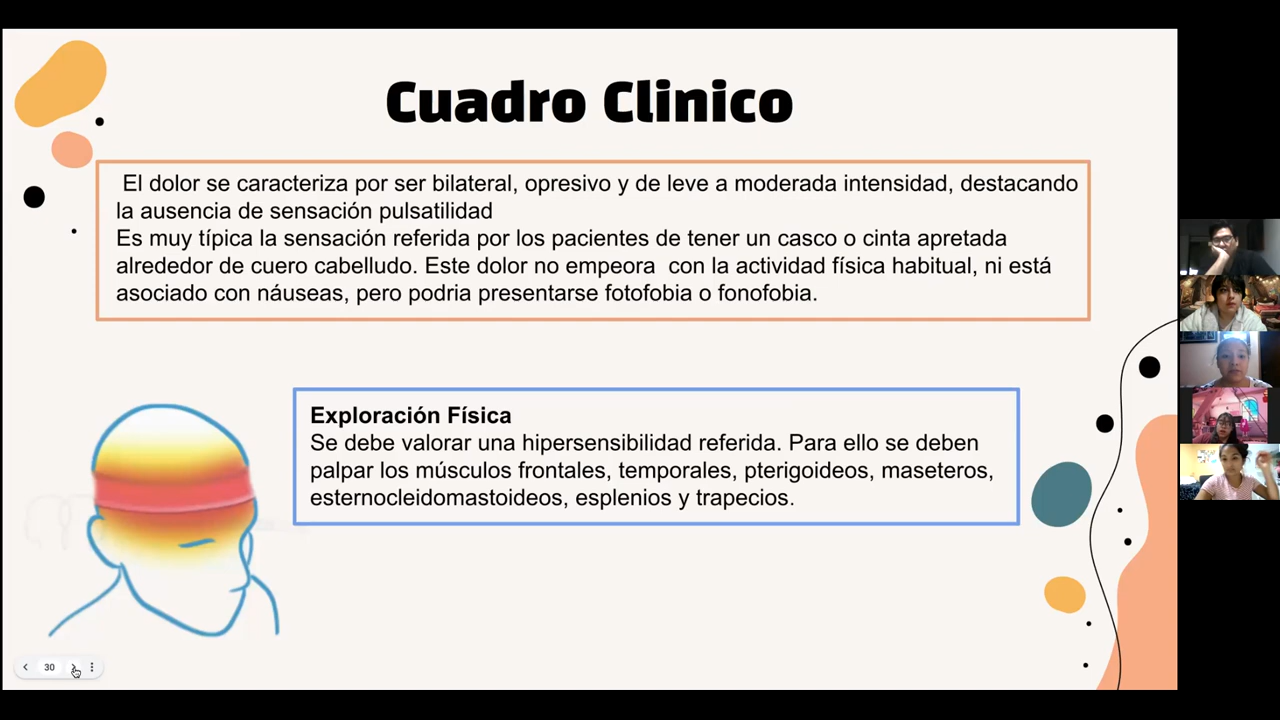 Cuadro Clinico
El dolor se caracteriza por ser bilateral, opresivo y de leve a moderada intensidad, destacando
la ausencia de sensación pulsatilidad
Es muy típica la sensación referida por los pacientes de tener un casco o cinta apretada
alrededor de cuero cabelludo. Este dolor no empeora con la actividad física habitual, ni está
asociado con náuseas, pero podria presentarse fotofobia o fonofobia.
Exploración Física
Se debe valorar una hipersensibilidad referida. Para ello se deben
palpar los músculos frontales, temporales, pterigoideos, maseteros,
esternocleidomastoideos, esplenios y trapecios.
30